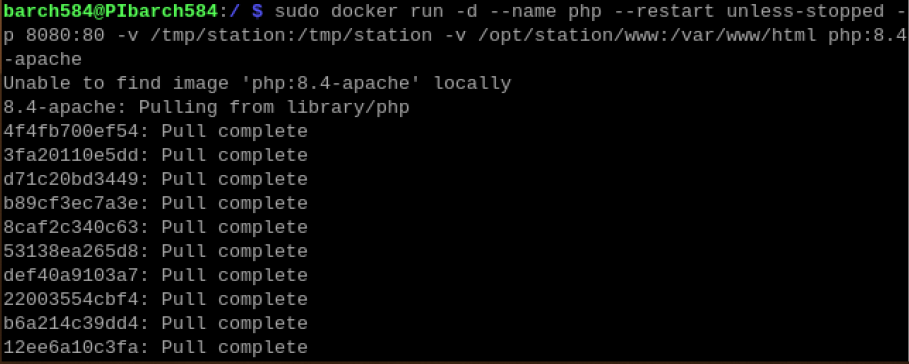 barch584@PIbarch584:/ $ sudo docker run -d --name php --restart unless-stopped -
p 8080:80 -v /tmp/station:/tmp/station -v /opt/station/www:/var/www/html php:8.4
-apache
Unable to find image 'php:8.4-apache' locally
8.4-apache: Pulling from library/php
4f4fb700ef54: Pull complete
3fa20110e5dd: Pull complete
d71c20bd3449: Pull complete
b89cf3ec7a3e: Pull complete
8caf2c340c63: Pull complete
53138ea265d8: Pull complete
def40a9103a7: Pull complete
22003554cbf4: Pull complete
b6a214c39dd4: Pull complete
12ee6a10c3fa: Pull complete